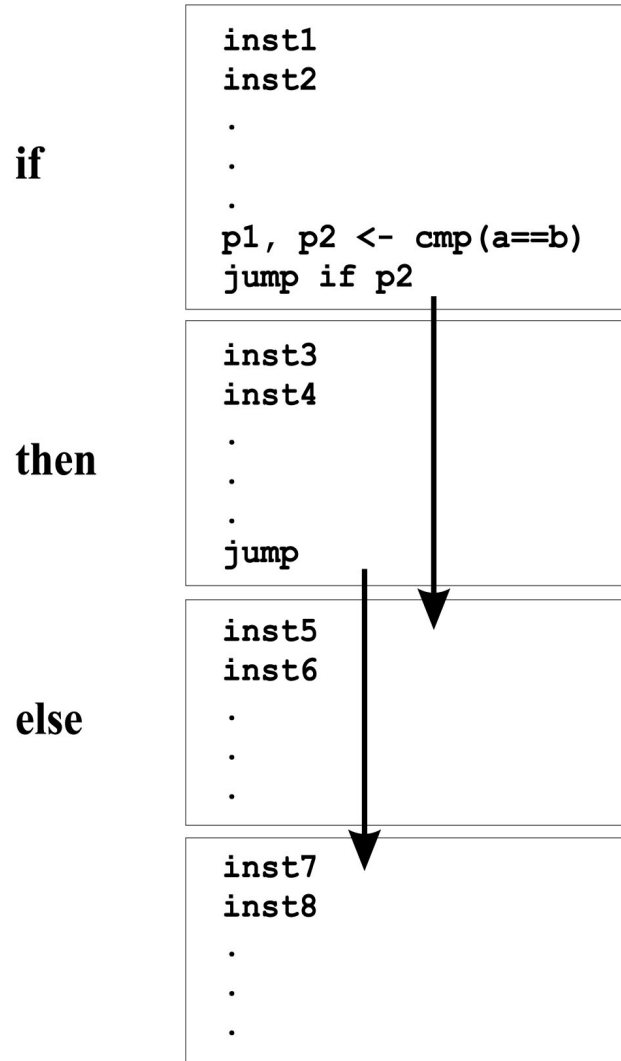 if
inst1
inst2
.
.
.
p1, p2 <- cmp(a==b)
jump if p2
then
inst3
inst4
.
.
.
jump
else
inst5
inst6
.
.
.
inst7
inst8
.
.
.